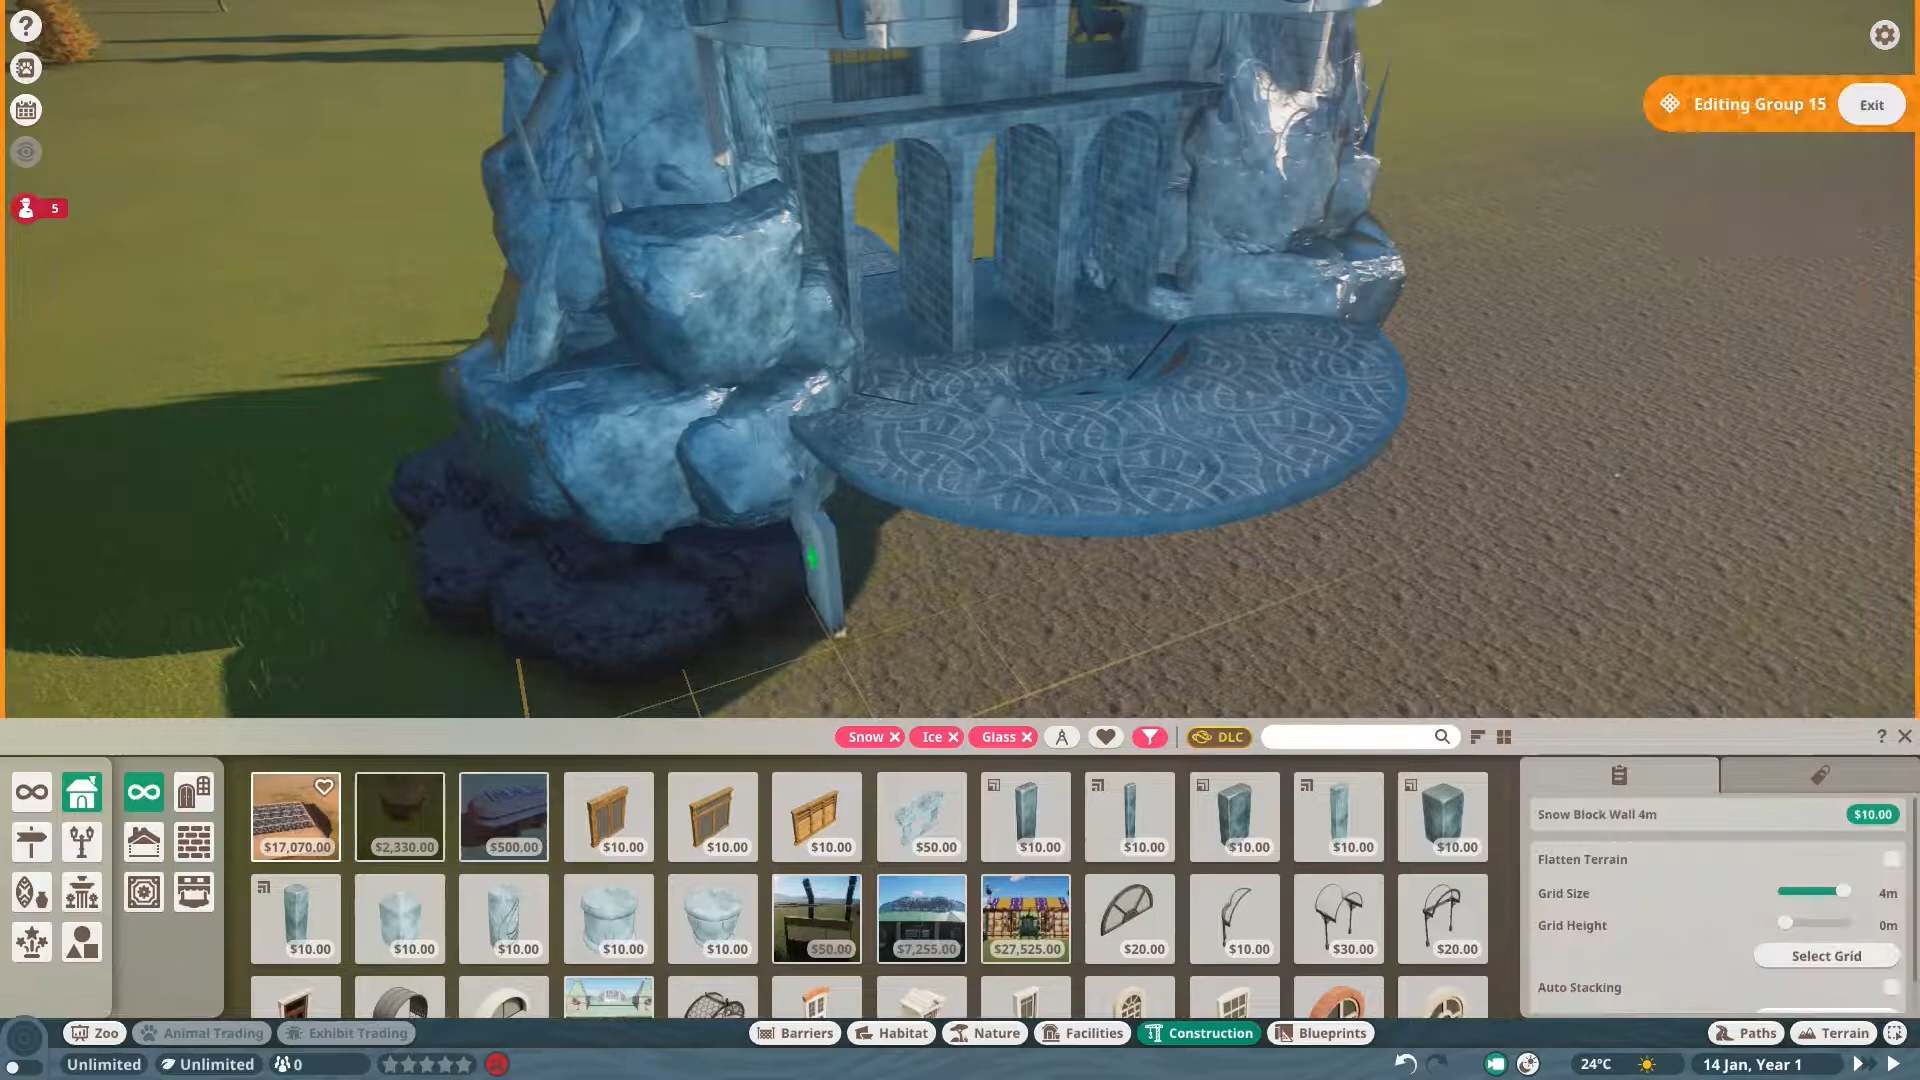 ?
Editing Group 15
Exit
5
Snow
Ice
Glass
DLC
?
$17,070.00
$2,330.00
$500.00
$10.00
$10.00
$10.00
$50.00
$10.00
$10.00
$10.00
$10.00
$10.00
$10.00
$10.00
$10.00
$10.00
$10.00
$50.00
$7,255.00
$27,525.00
$20.00
$10.00
$30.00
$20.00
Snow Block Wall 4m
$10.00
Flatten Terrain
Grid Size
4m
Grid Height
0m
Select Grid
Auto Stacking
Zoo
Animal Trading
Exhibit Trading
Barriers
Habitat
Nature
Facilities
Construction
Blueprints
Paths
Terrain
Unlimited
Unlimited
0
24°C
14 Jan, Year 1